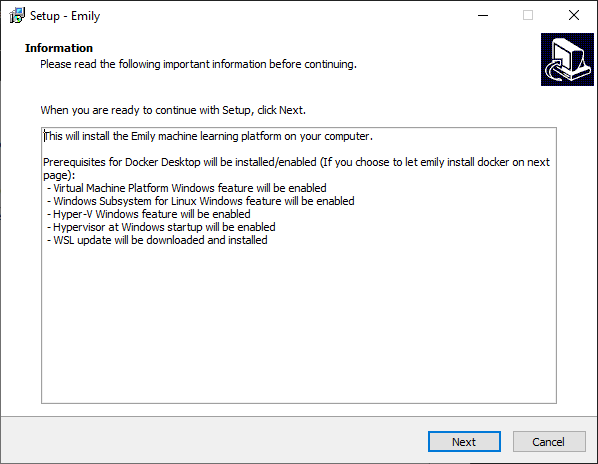 Setup - Emily
Information
Please read the following important information before continuing.
When you are ready to continue with Setup, click Next.
This will install the Emily machine learning platform on your computer.
Prerequisites for Docker Desktop will be installed/enabled (If you choose to let emily install docker on next
page):
- Virtual Machine Platform Windows feature will be enabled
- Windows Subsystem for Linux Windows feature will be enabled
- Hyper-V Windows feature will be enabled
- Hypervisor at Windows startup will be enabled
- WSL update will be downloaded and installed
Next
Cancel